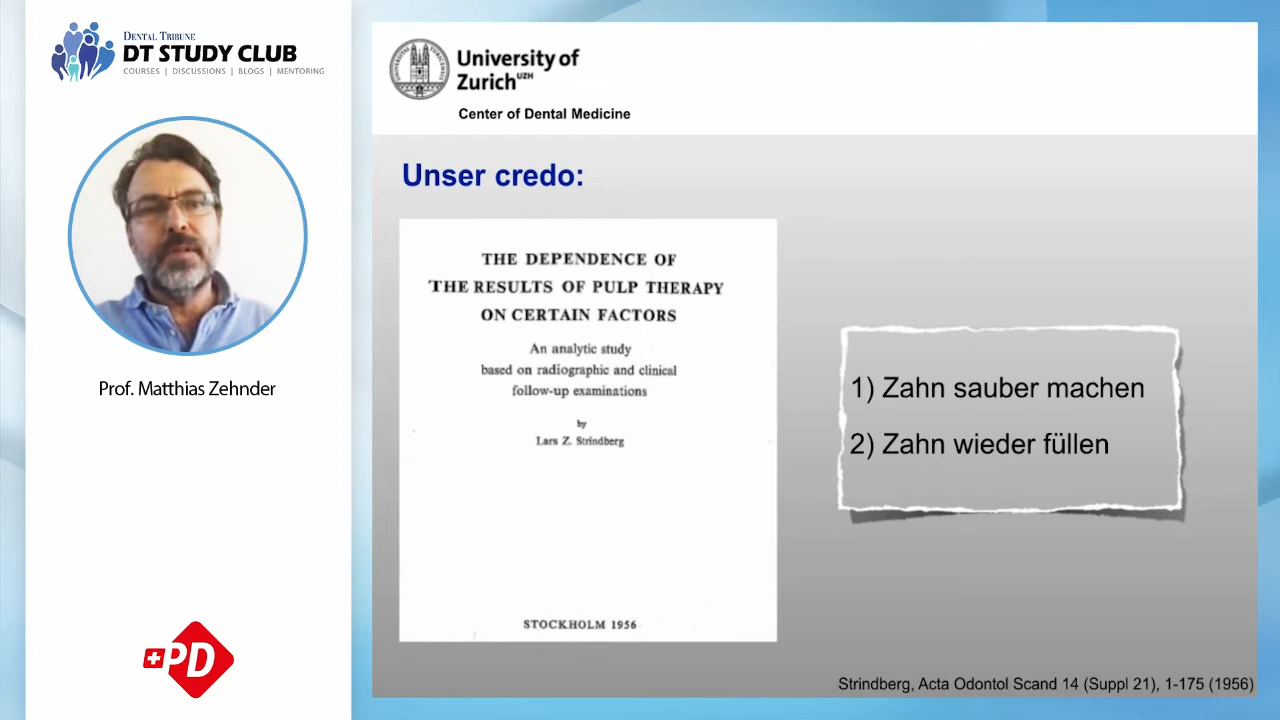 DENTAL TRIBUNE
DT STUDY CLUB
COURSES | DISCUSSIONS | BLOGS | MENTORING
Prof. Matthias Zehnder
PD
University of
Zurich UZH
Center of Dental Medicine
Unser credo:
THE DEPENDENCE OF
THE RESULTS OF PULP THERAPY
ON CERTAIN FACTORS
An analytic study
based on radiographic and clinical
follow-up examinations
by
Lars Z. Strindberg
STOCKHOLM 1956
1) Zahn sauber machen
2) Zahn wieder füllen
Strindberg, Acta Odontol Scand 14 (Suppl 21), 1-175 (1956)